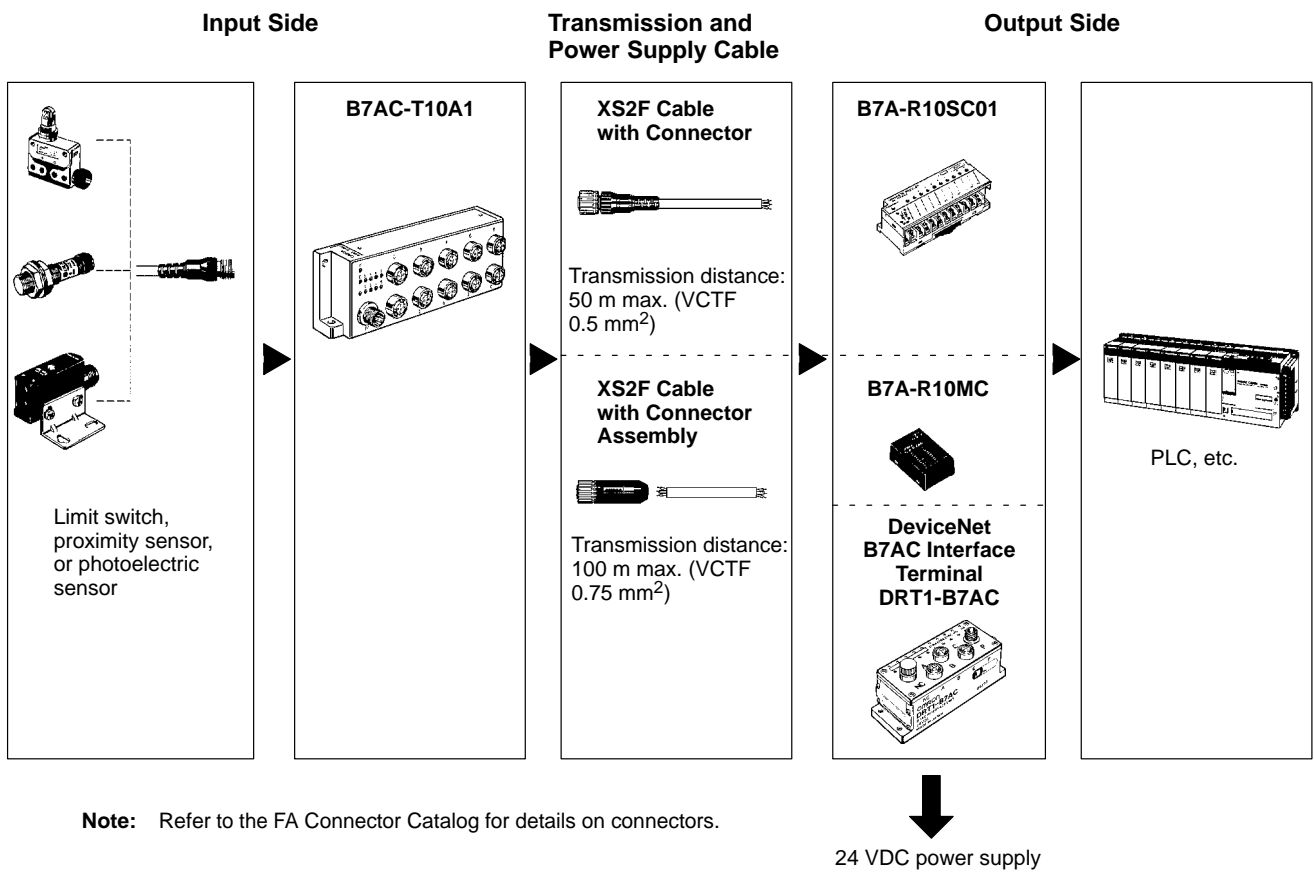 Input Side
Transmission and
Power Supply Cable
Output Side
Limit switch,
proximity sensor,
or photoelectric
sensor
B7AC-T10A1
XS2F Cable
with Connector
Transmission distance:
50 m max. (VCTF
0.5 mm²)
XS2F Cable
with Connector
Assembly
Transmission distance:
100 m max. (VCTF
0.75 mm²)
B7A-R10SC01
B7A-R10MC
DeviceNet
B7AC Interface
Terminal
DRT1-B7AC
OMRON
DRT1-B7AC
PLC, etc.
Note: Refer to the FA Connector Catalog for details on connectors.
24 VDC power supply